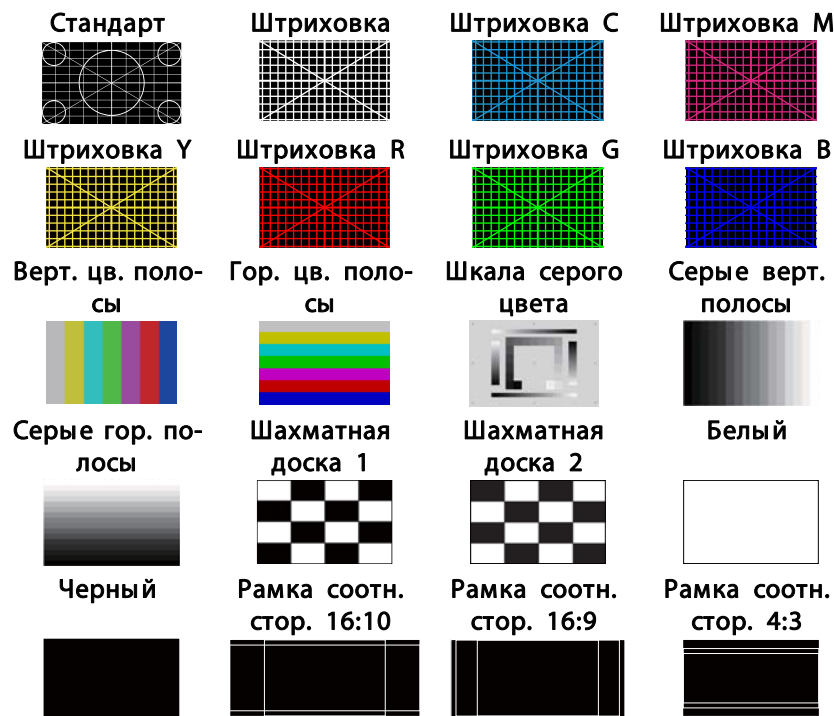 Стандарт
Штриховка
Штриховка C
Штриховка M
Штриховка Y
Штриховка R
Штриховка G
Штриховка B
Верт. цв. поло-
сы
Гор. цв. поло-
сы
Шкала серого
цвета
Серые верт.
полосы
Серые гор. по-
лосы
Шахматная
доска 1
Шахматная
доска 2
Белый
Черный
Рамка соотн.
стор. 16:10
Рамка соотн.
стор. 16:9
Рамка соотн.
стор. 4:3